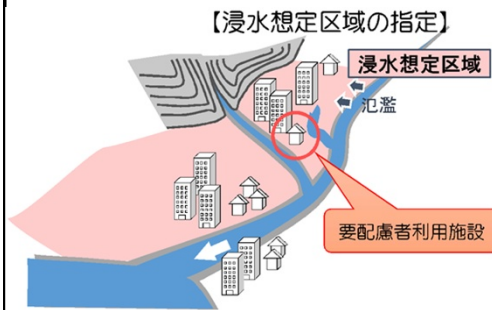 【浸水想定区域の指定】
浸水想定区域
氾濫
要配慮者利用施設